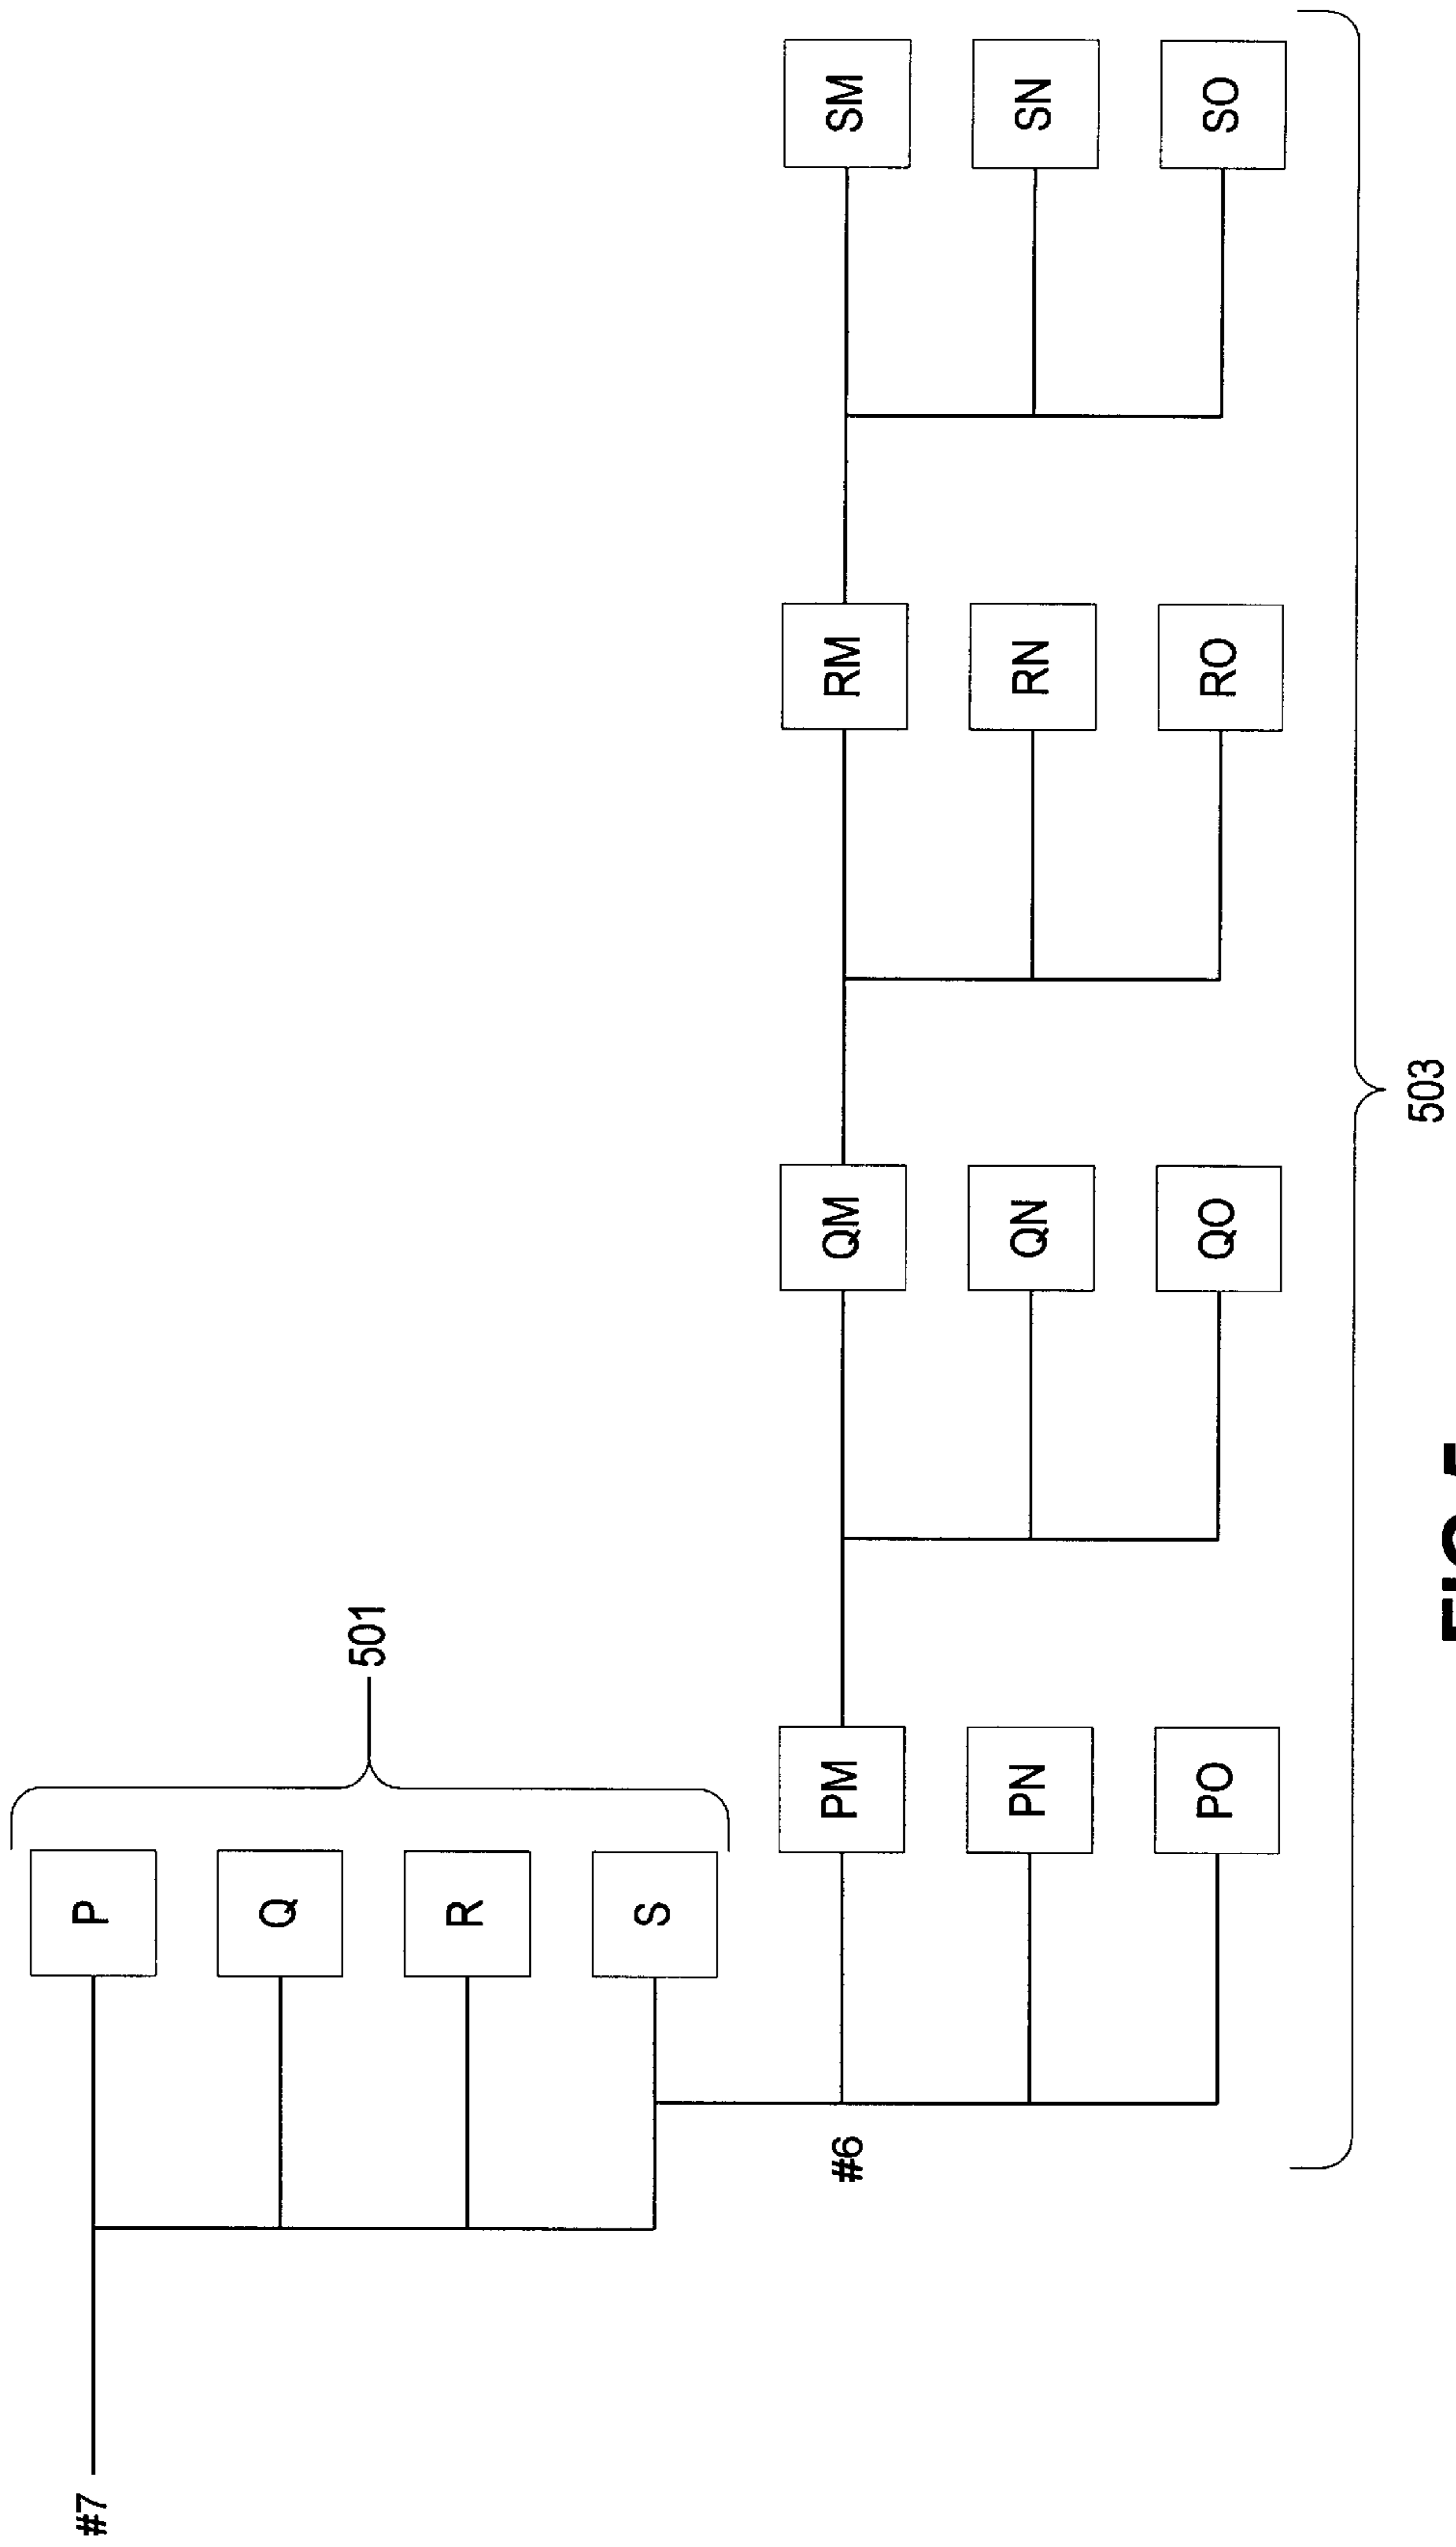 #7 P
Q
501
R
S
#6 PM QM RM SM
PN QN RN SN
PO QO RO SO
503